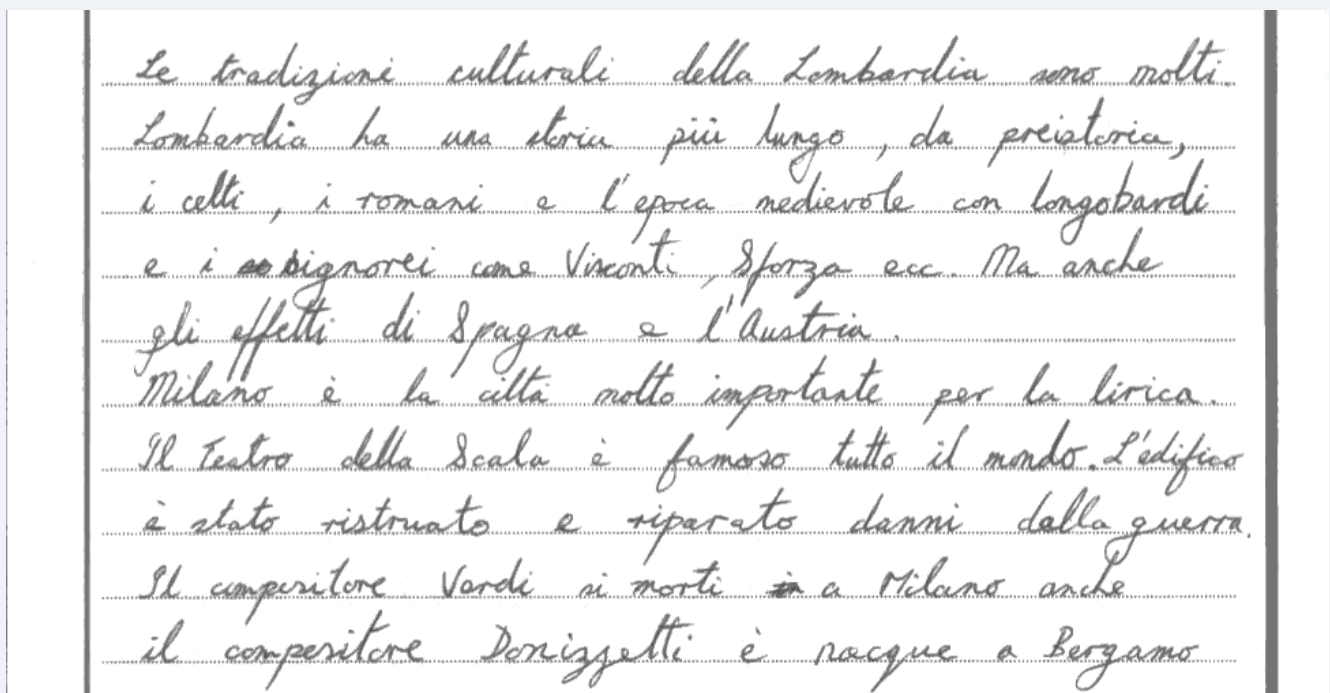 Le tradizioni culturali della Lombardia sono molti.
Lombardia ha una storia più lungo, da preistoria,
i celti, i romani e l'epoca medievole con longobardi
e i signorei come Visconti, Sforza ecc. Ma anche
gli effetti di Spagna e l'Austria.
Milano è la città molto importante per la lirica.
Il Teatro della Scala è famoso tutto il mondo. L'édifico
è stato ristruato e riparato danni dalla guerra.
Il compositore Verdi si morti a Milano anche
il compositore Donizzetti è nacque a Bergamo